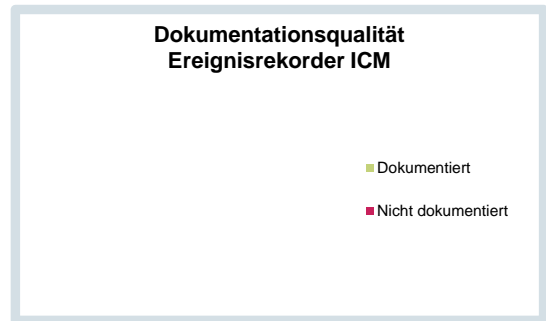 Dokumentationsqualität
Ereignisrekorder ICM
Dokumentiert
Nicht dokumentiert